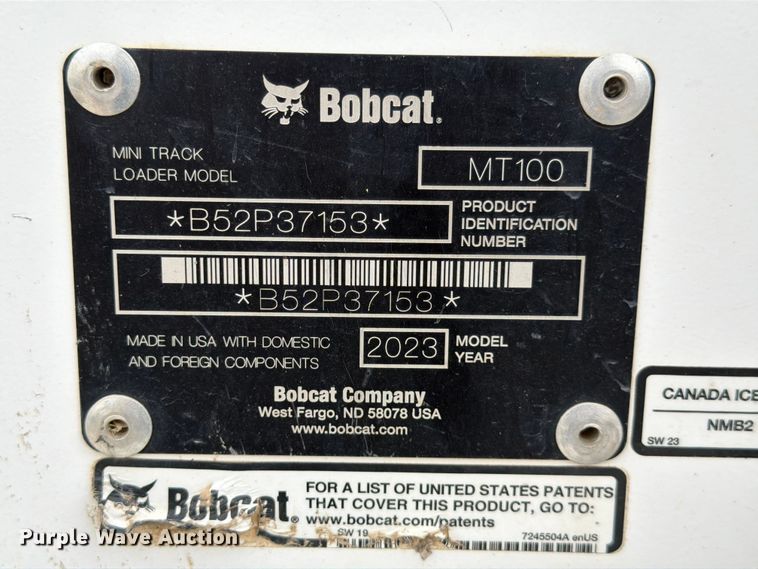 Bobcat.
MINI TRACK
LOADER MODEL
MT100
*B52P37153*
PRODUCT
IDENTIFICATION
NUMBER
*B52P37153*
MADE IN USA WITH DOMESTIC
AND FOREIGN COMPONENTS
2023
MODEL
YEAR
Bobcat Company
West Fargo, ND 58078 USA
www.bobcat.com
CANADA ICE
NMB2
SW 23
Bobcat.
FOR A LIST OF UNITED STATES PATENTS
THAT COVER THIS PRODUCT, GO TO:
www.bobcat.com/patents
SW 19
7245504A enUS
Purple Wave Auction